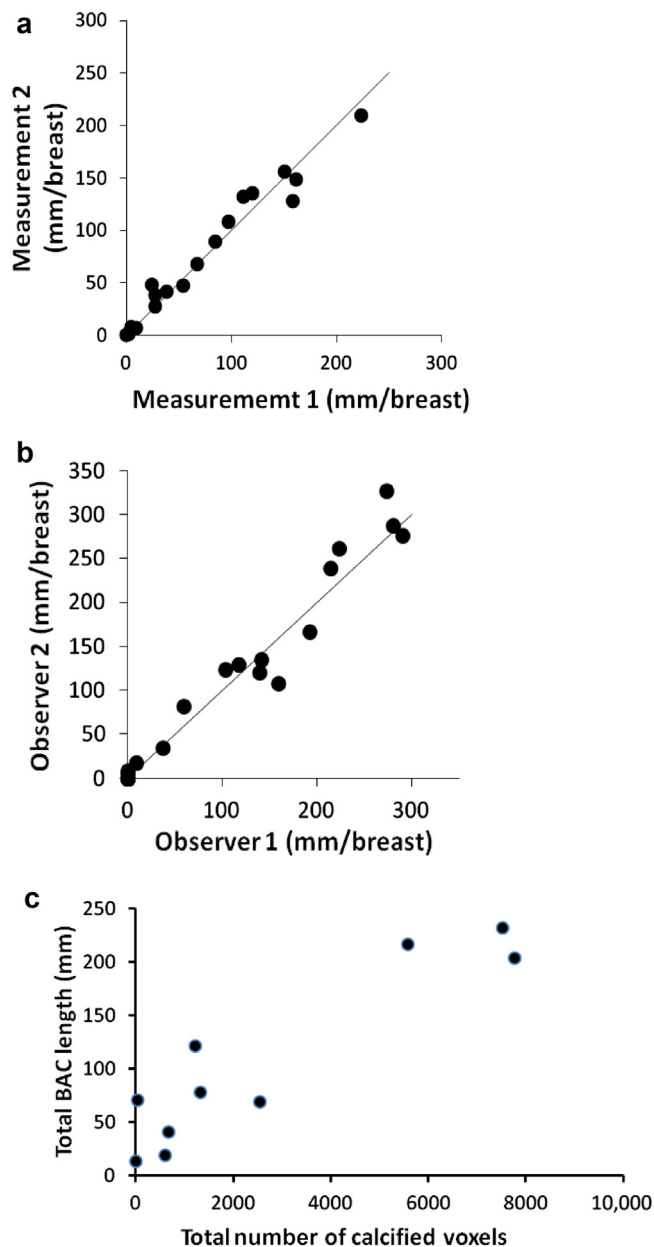 a
300
250
200
150
100
50
0
Measurement 2
(mm/breast)
0 100 200 300
Measurememt 1 (mm/breast)
b
350
300
250
200
150
100
50
0
Observer 2 (mm/breast)
0 100 200 300
Observer 1 (mm/breast)
c
250
200
150
100
50
0
Total BAC length (mm)
0 2000 4000 6000 8000 10,000
Total number of calcified voxels